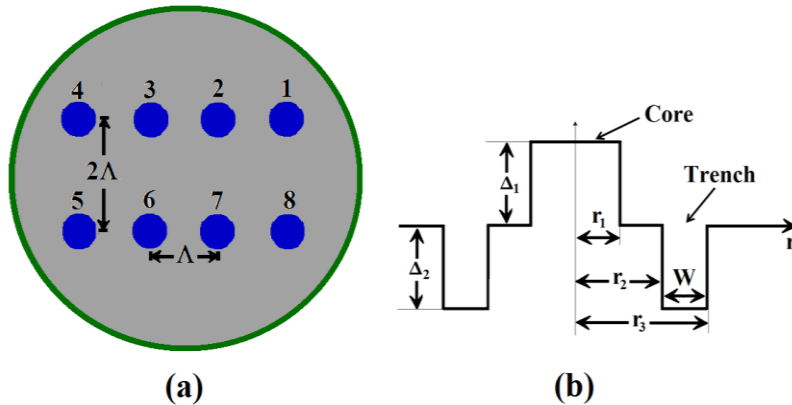 4 3 2 1
2Λ
5 6 7 8
Λ
(a)
Core
Trench
Δ1
r1
r
Δ2
r2
W
r3
(b)